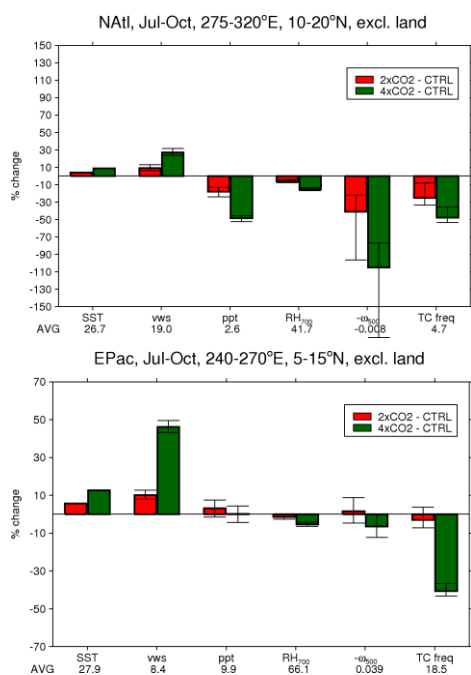 NAtl, Jul-Oct, 275-320°E, 10-20°N, excl. land
150
130
110
90
70
50
30
10
-10
-30
-50
-70
-90
-110
-130
-150
% change
2xCO2 - CTRL
4xCO2 - CTRL
SST vws ppt RH700 -ω500 TC freq
AVG 26.7 19.0 2.6 41.7 -0.008 4.7
EPac, Jul-Oct, 240-270°E, 5-15°N, excl. land
70
50
30
10
-10
-30
-50
-70
% change
2xCO2 - CTRL
4xCO2 - CTRL
SST vws ppt RH700 -ω500 TC freq
AVG 27.9 8.4 9.9 66.1 0.039 18.5